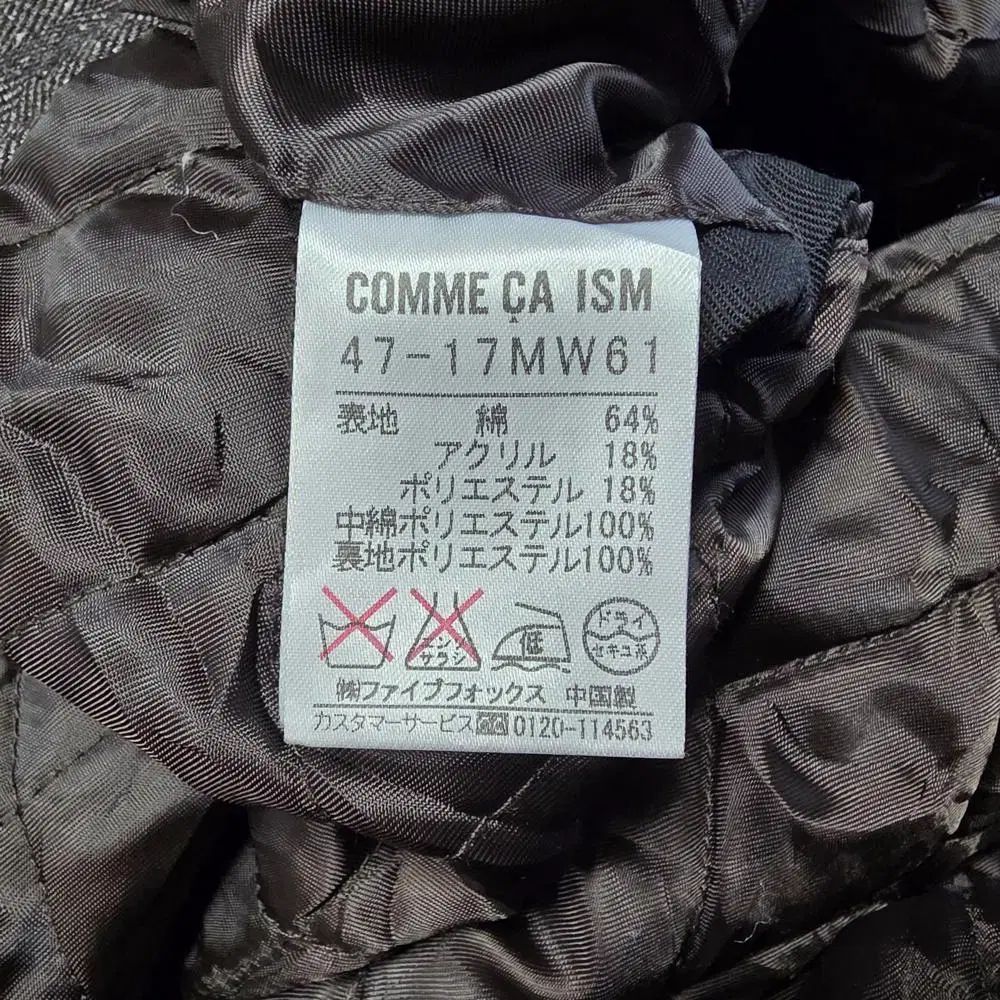 COMME ÇA ISM
47-17MW61
表地 綿 64%
アクリル 18%
ポリエステル 18%
中綿ポリエステル100%
裏地ポリエステル100%
エンソ サラシ 低 ドライ セキユ系
㈱ファイブフォックス 中国製
カスタマーサービス 0120-114563